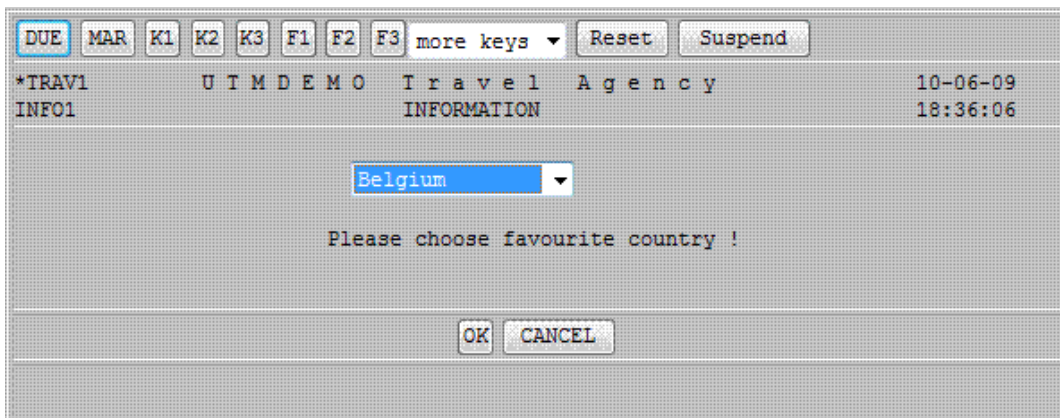 DUE MAR K1 K2 K3 F1 F2 F3 more keys Reset Suspend
*TRAV1 U T M D E M O T r a v e l A g e n c y 10-06-09
INFO1 INFORMATION 18:36:06
Belgium
Please choose favourite country !
OK CANCEL